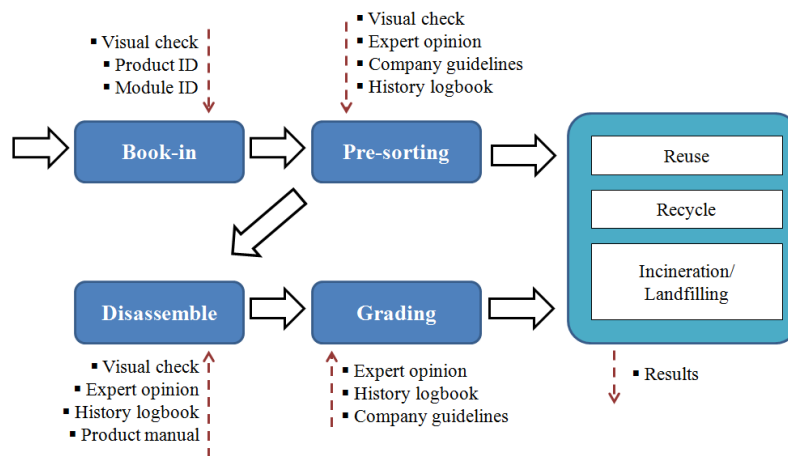 ▪ Visual check
▪ Product ID
▪ Module ID
▪ Visual check
▪ Expert opinion
▪ Company guidelines
▪ History logbook
Book-in
Pre-sorting
Reuse
Recycle
Incineration/
Landfilling
Disassemble
Grading
▪ Visual check
▪ Expert opinion
▪ History logbook
▪ Product manual
▪ Expert opinion
▪ History logbook
▪ Company guidelines
▪ Results